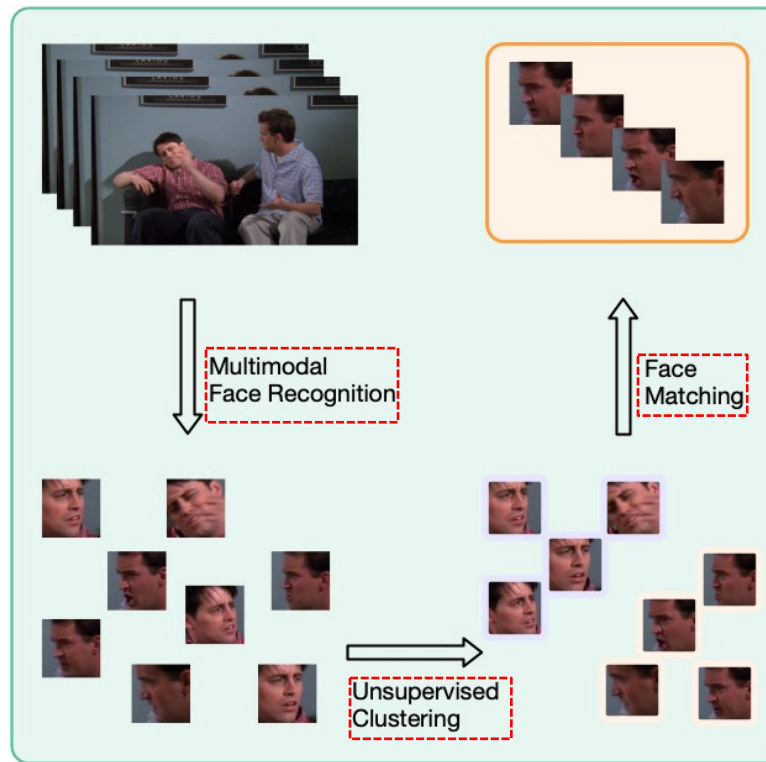 Multimodal
Face Recognition
Face
Matching
Unsupervised
Clustering